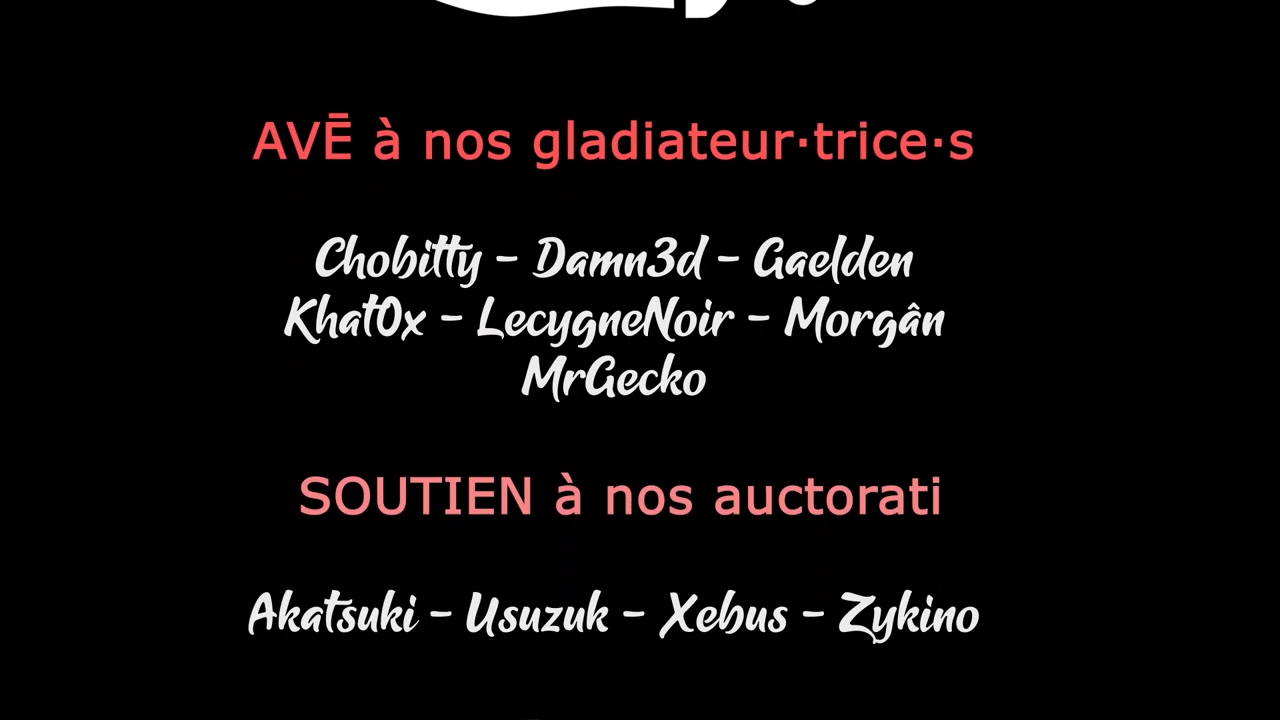 AVĒ à nos gladiateur·trice·s
Chobitty - Damn3d - Gaelden
Khat0x - LecygneNoir - Morgân
MrGecko
SOUTIEN à nos auctorati
Akatsuki - Usuzuk - Xebus - Zykino